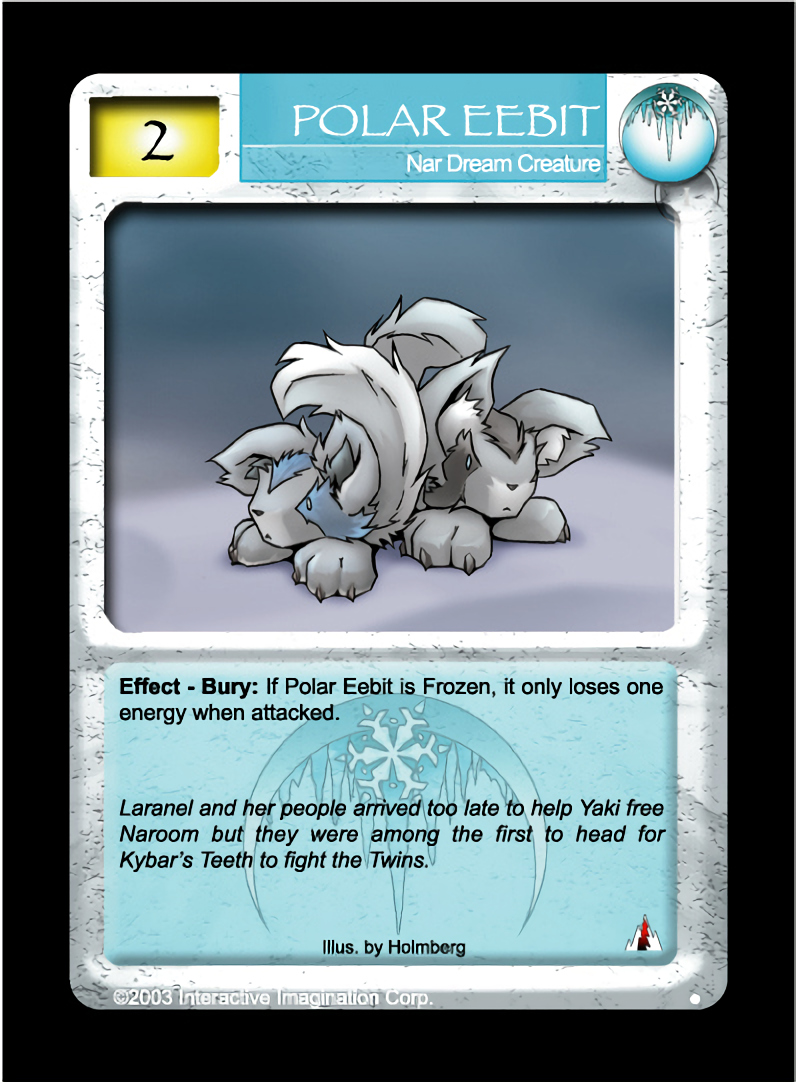 2
POLAR EEBIT
Nar Dream Creature
Effect - Bury: If Polar Eebit is Frozen, it only loses one
energy when attacked.
Laranel and her people arrived too late to help Yaki free
Naroom but they were among the first to head for
Kybar's Teeth to fight the Twins.
Illus. by Holmberg
©2003 Interactive Imagination Corp.